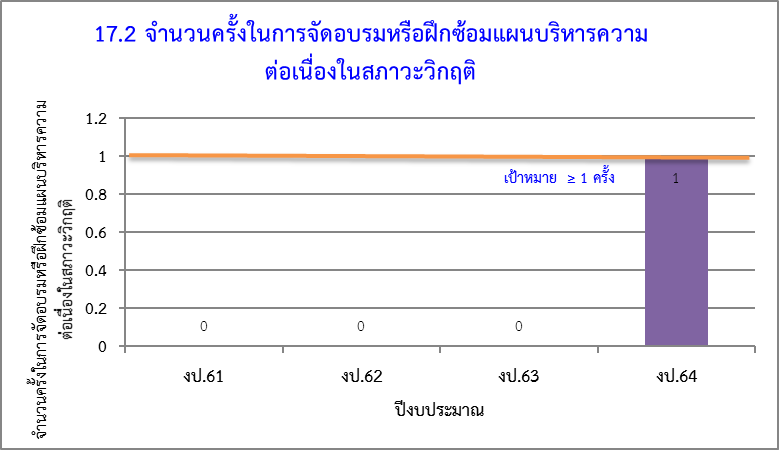 17.2 จำนวนครั้งในการจัดอบรมหรือฝึกซ้อมแผนบริหารความ
ต่อเนื่องในสภาวะวิกฤติ
จำนวนครั้งในการจัดอบรมหรือฝึกซ้อมแผนบริหารความ
ต่อเนื่องในสภาวะวิกฤติ
1.2
1
0.8
0.6
0.4
0.2
0
เป้าหมาย ≥ 1 ครั้ง
0 0 0 1
งป.61 งป.62 งป.63 งป.64
ปีงบประมาณ